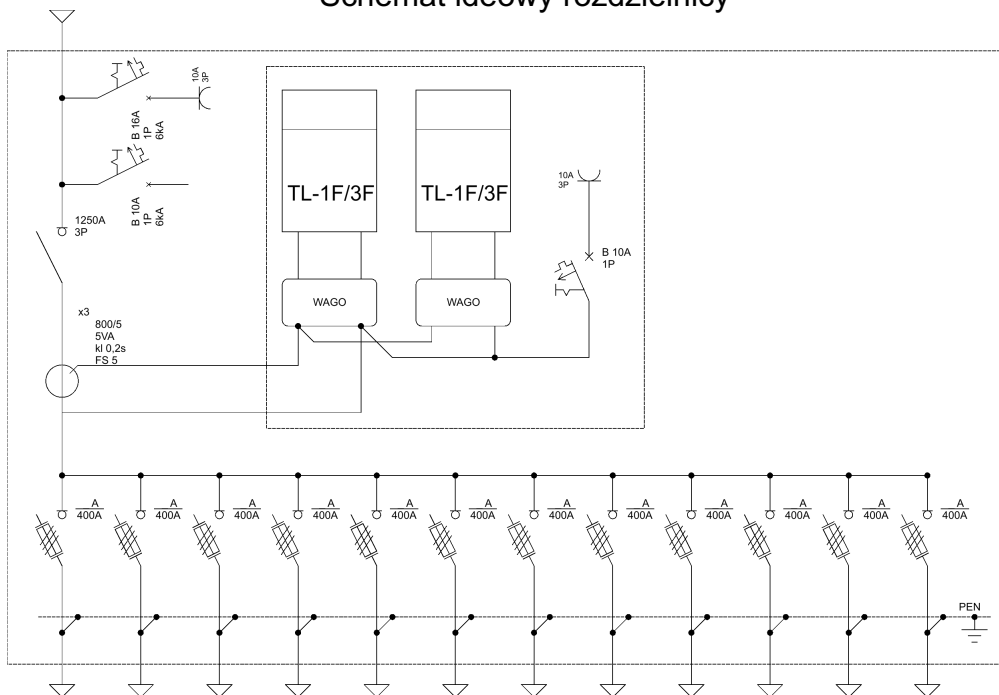 Schemat ideowy rozdzielnicy
10A
3P
B 16A
1P
6kA
B 10A
1P
6kA
1250A
3P
x3
800/5
5VA
kl 0,2s
FS 5
TL-1F/3F
TL-1F/3F
WAGO
WAGO
10A
3P
B 10A
1P
A
400A
A
400A
A
400A
A
400A
A
400A
A
400A
A
400A
A
400A
A
400A
A
400A
A
400A
A
400A
PEN